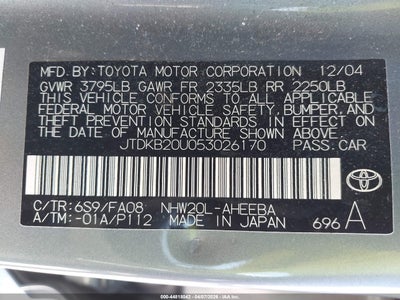 MFD. BY: TOYOTA MOTOR CORPORATION 12/04
GVWR 3795LB GAWR FR 2335LB RR 2250LB
THIS VEHICLE CONFORMS TO ALL APPLICABLE
FEDERAL MOTOR VEHICLE SAFETY, BUMPER, AND
THEFT PREVENTION STANDARDS IN EFFECT ON
THE DATE OF MANUFACTURE SHOWN ABOVE.
JTDKB20U053026170 PASS. CAR
C/TR: 6S9/FA08 NHW20L-AHEEBA
A/TM: -01A/P112 MADE IN JAPAN 696 A
TOYOTA